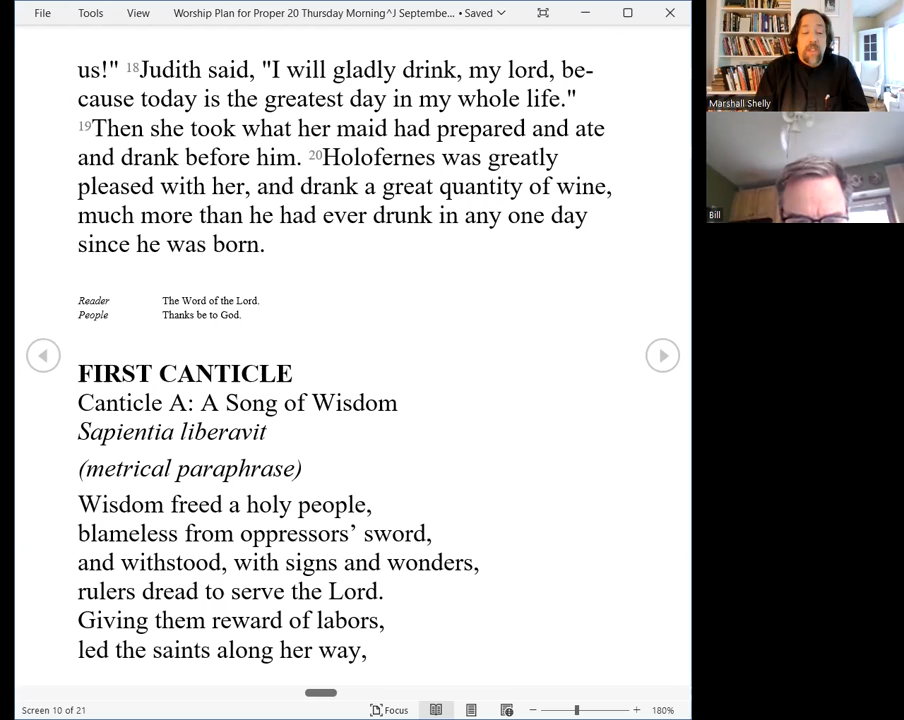 File Tools View Worship Plan for Proper 20 Thursday Morning^J Septembe... • Saved
us!" 18Judith said, "I will gladly drink, my lord, be-
cause today is the greatest day in my whole life."
19Then she took what her maid had prepared and ate
and drank before him. 20Holofernes was greatly
pleased with her, and drank a great quantity of wine,
much more than he had ever drunk in any one day
since he was born.
Reader The Word of the Lord.
People Thanks be to God.
FIRST CANTICLE
Canticle A: A Song of Wisdom
Sapientia liberavit
(metrical paraphrase)
Wisdom freed a holy people,
blameless from oppressors’ sword,
and withstood, with signs and wonders,
rulers dread to serve the Lord.
Giving them reward of labors,
led the saints along her way,
Screen 10 of 21 Focus 180%
Marshall Shelly
Bill